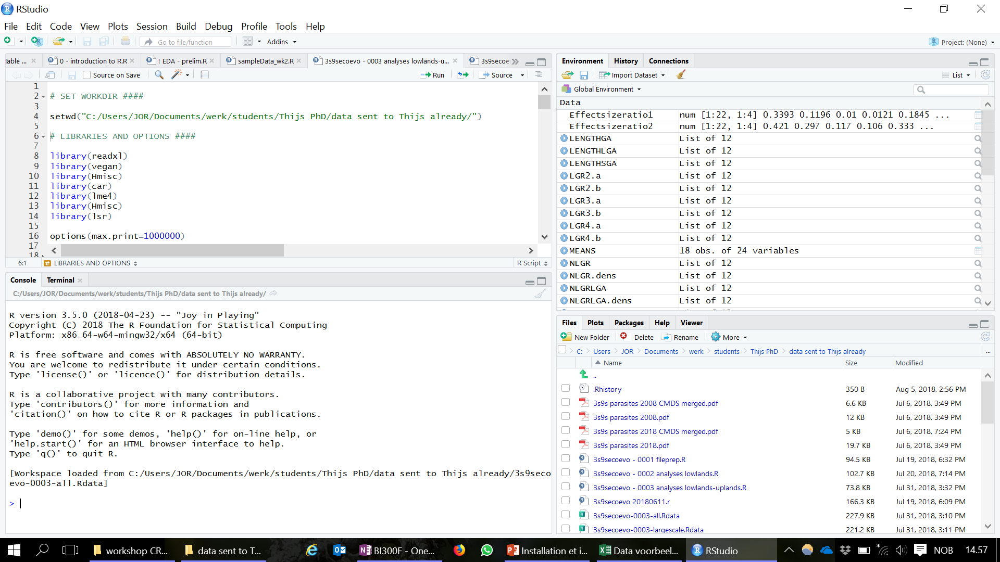 RStudio
File Edit Code View Plots Session Build Debug Profile Tools Help
Go to file/function Addins Project: (None)
Table ... 0 - introduction to R.R ! EDA - prelim.R sampleData_wk2.R 3s9secoevo - 0003 analyses lowlands-u... 3s9secoe
Source on Save Run Source
1
2 # SET WORKDIR ####
3
4 setwd("C:/Users/JOR/Documents/werk/students/Thijs PhD/data sent to Thijs already/")
5
6 # LIBRARIES AND OPTIONS ####
7
8 library(readxl)
9 library(vegan)
10 library(Hmisc)
11 library(car)
12 library(lme4)
13 library(Hmisc)
14 library(lsr)
15
16 options(max.print=1000000)
17
18
6:1 # LIBRARIES AND OPTIONS R Script
Console Terminal
C:/Users/JOR/Documents/werk/students/Thijs PhD/data sent to Thijs already/
R version 3.5.0 (2018-04-23) -- "Joy in Playing"
Copyright (C) 2018 The R Foundation for Statistical Computing
Platform: x86_64-w64-mingw32/x64 (64-bit)
R is free software and comes with ABSOLUTELY NO WARRANTY.
You are welcome to redistribute it under certain conditions.
Type 'license()' or 'licence()' for distribution details.
R is a collaborative project with many contributors.
Type 'contributors()' for more information and
'citation()' on how to cite R or R packages in publications.
Type 'demo()' for some demos, 'help()' for on-line help, or
'help.start()' for an HTML browser interface to help.
Type 'q()' to quit R.
[Workspace loaded from C:/Users/JOR/Documents/werk/students/Thijs PhD/data sent to Thijs already/3s9seco
evo-0003-all.Rdata]
>
Environment History Connections
Import Dataset List
Global Environment
Data
Effectsizeratio1 num [1:22, 1:4] 0.3393 0.1196 0.01 0.0121 0.1845 ...
Effectsizeratio2 num [1:22, 1:4] 0.421 0.297 0.117 0.106 0.333 ...
LENGTHGA List of 12
LENGTHLGA List of 12
LENGTHSGA List of 12
LGR2.a List of 12
LGR2.b List of 12
LGR3.a List of 12
LGR3.b List of 12
LGR4.a List of 12
LGR4.b List of 12
MEANS 18 obs. of 24 variables
NLGR List of 12
NLGR.dens List of 12
NLGRLGA List of 12
NLGRLGA.dens List of 12
Files Plots Packages Help Viewer
New Folder Delete Rename More
C: Users JOR Documents werk students Thijs PhD data sent to Thijs already ...
Name Size Modified
..
.Rhistory 350 B Aug 5, 2018, 2:56 PM
3s9s parasites 2008 CMDS merged.pdf 6.6 KB Jul 6, 2018, 3:49 PM
3s9s parasites 2008.pdf 12 KB Jul 6, 2018, 3:49 PM
3s9s parasites 2018 CMDS merged.pdf 5 KB Jul 6, 2018, 7:24 PM
3s9s parasites 2018.pdf 19.7 KB Jul 6, 2018, 3:49 PM
3s9secoevo - 0001 fileprep.R 94.5 KB Jul 19, 2018, 6:32 PM
3s9secoevo - 0002 analyses lowlands.R 102.7 KB Jul 20, 2018, 7:14 PM
3s9secoevo - 0003 analyses lowlands-uplands.R 73.8 KB Jul 31, 2018, 3:32 PM
3s9secoevo 20180611.r 166.3 KB Jul 19, 2018, 6:09 PM
3s9secoevo-0003-all.Rdata 227.9 KB Jul 31, 2018, 3:10 PM
3s9secoevo-0003-largescale.Rdata 221.2 KB Jul 31, 2018, 3:11 PM
workshop CR... data sent to T... BI300F - One... Installation et i... Data voorbeel... RStudio NOB 14.57